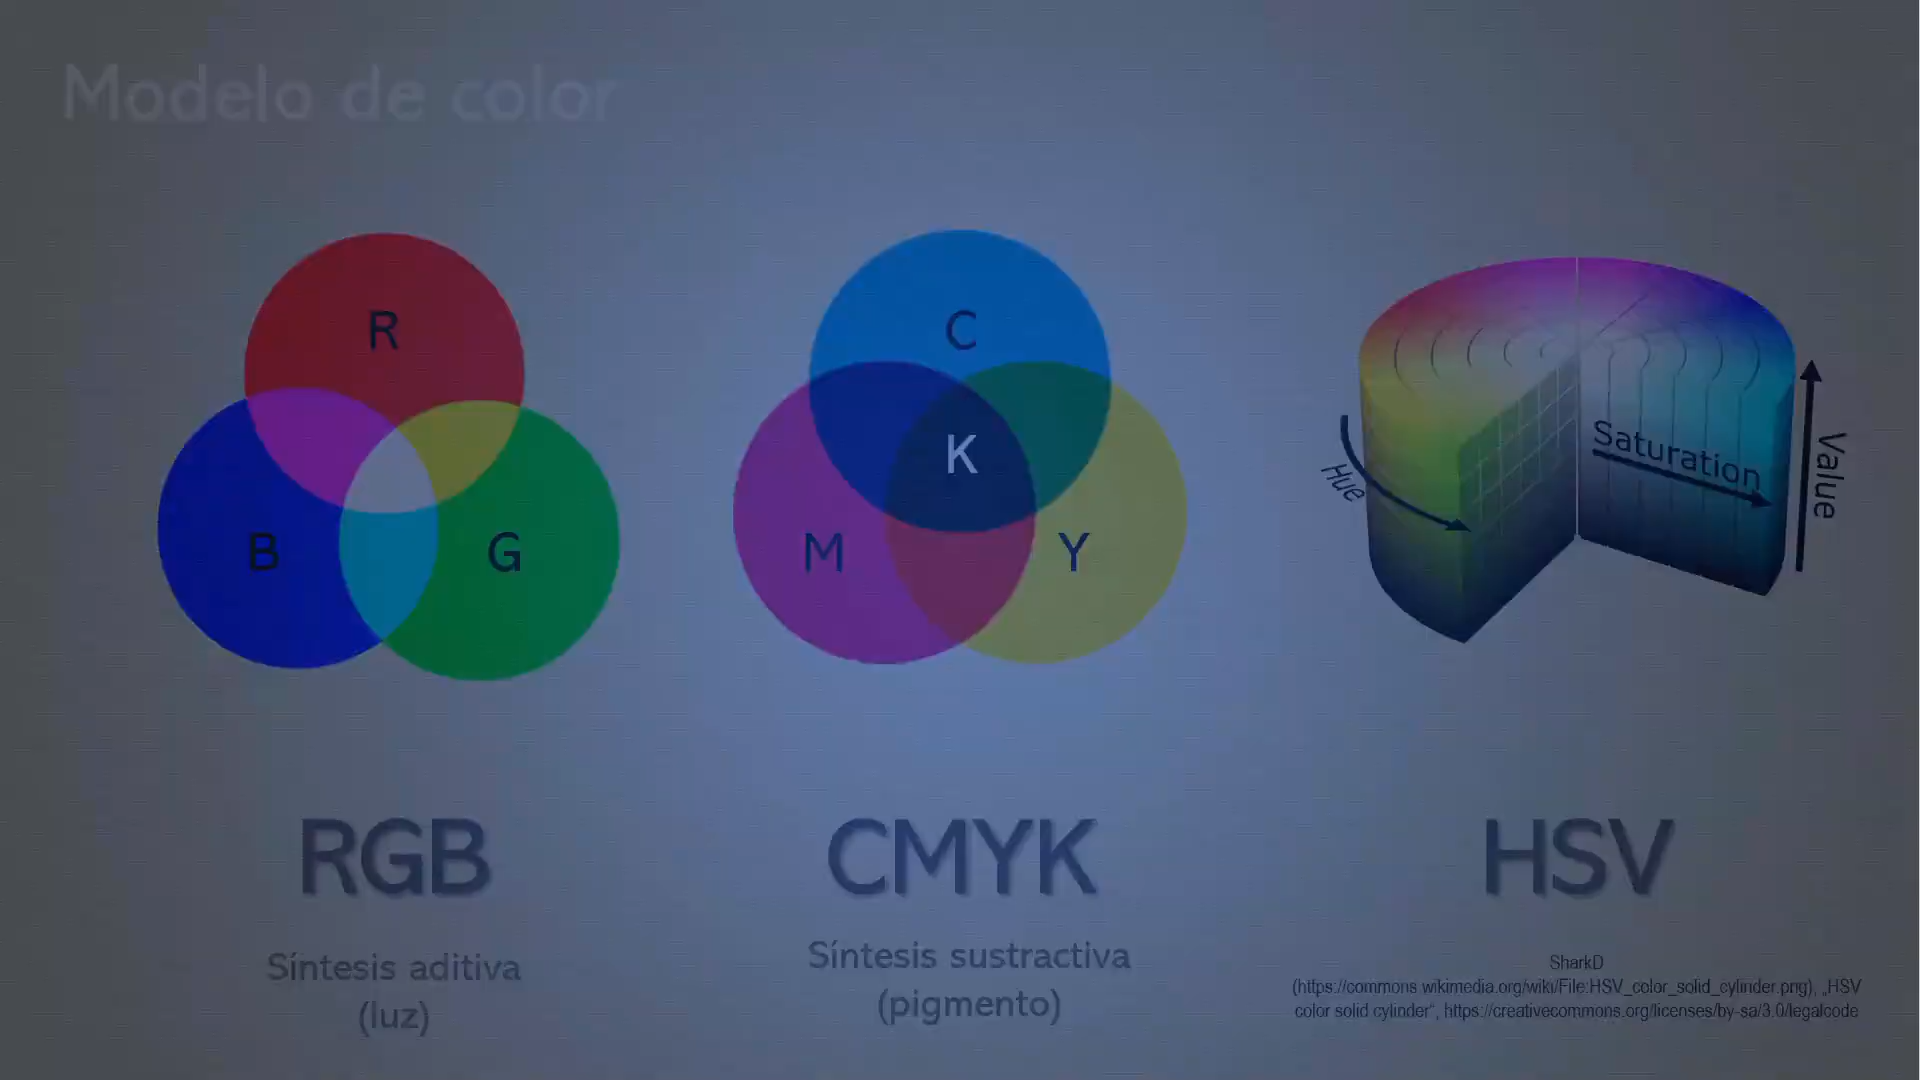 Modelo de color
R
B
G
C
K
M
Y
Hue
Saturation
Value
RGB
CMYK
HSV
Síntesis aditiva
(luz)
Síntesis sustractiva
(pigmento)
SharkD
(https://commons.wikimedia.org/wiki/File:HSV_color_solid_cylinder.png), „HSV
color solid cylinder“, https://creativecommons.org/licenses/by-sa/3.0/legalcode